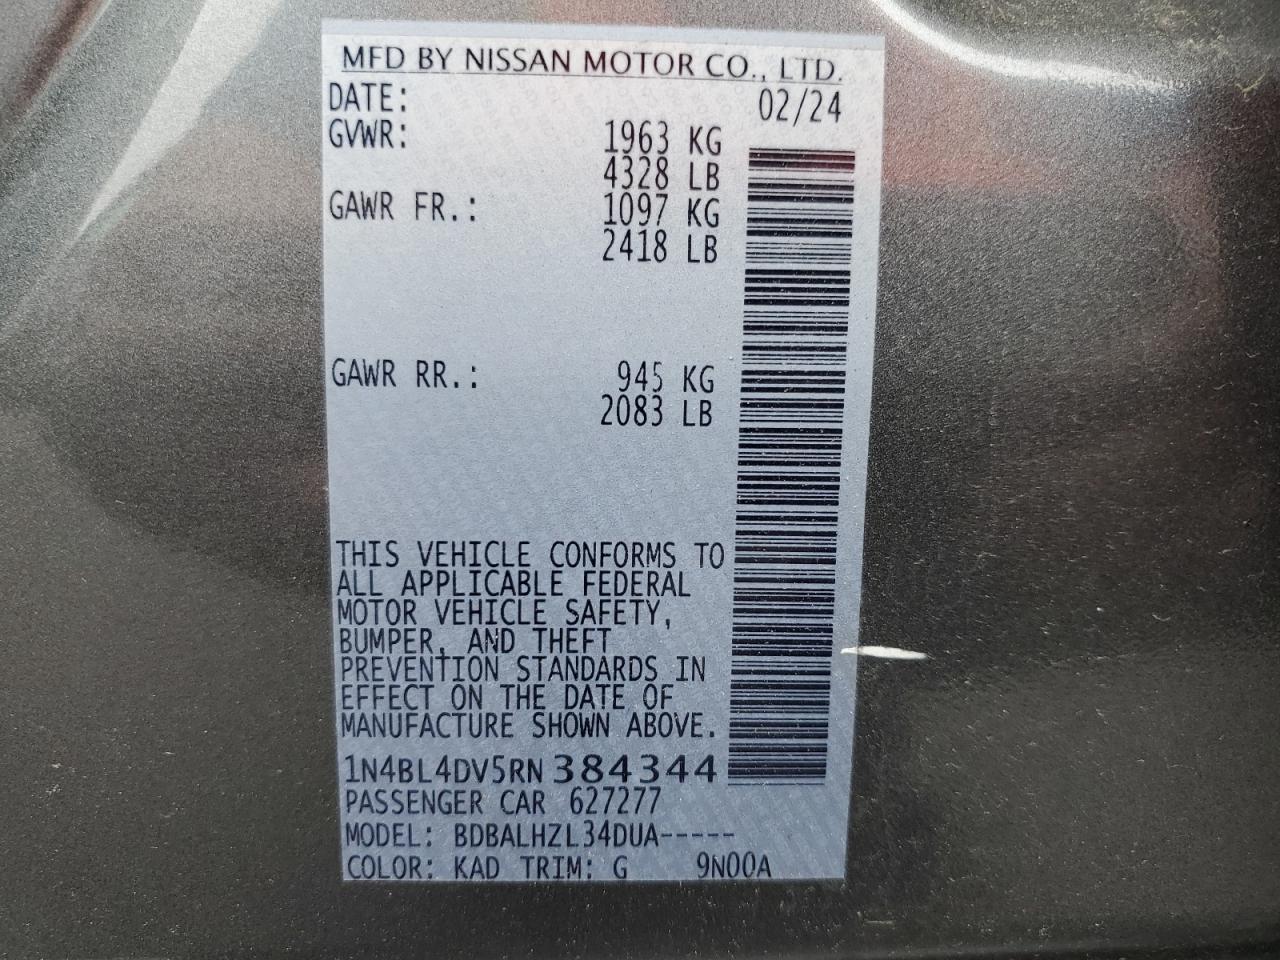 MFD BY NISSAN MOTOR CO., LTD.
DATE: 02/24
GVWR: 1963 KG
4328 LB
GAWR FR.: 1097 KG
2418 LB
GAWR RR.: 945 KG
2083 LB
THIS VEHICLE CONFORMS TO
ALL APPLICABLE FEDERAL
MOTOR VEHICLE SAFETY,
BUMPER, AND THEFT
PREVENTION STANDARDS IN
EFFECT ON THE DATE OF
MANUFACTURE SHOWN ABOVE.
1N4BL4DV5RN384344
PASSENGER CAR 627277
MODEL: BDBALHZL34DUA-----
COLOR: KAD TRIM: G 9N00A